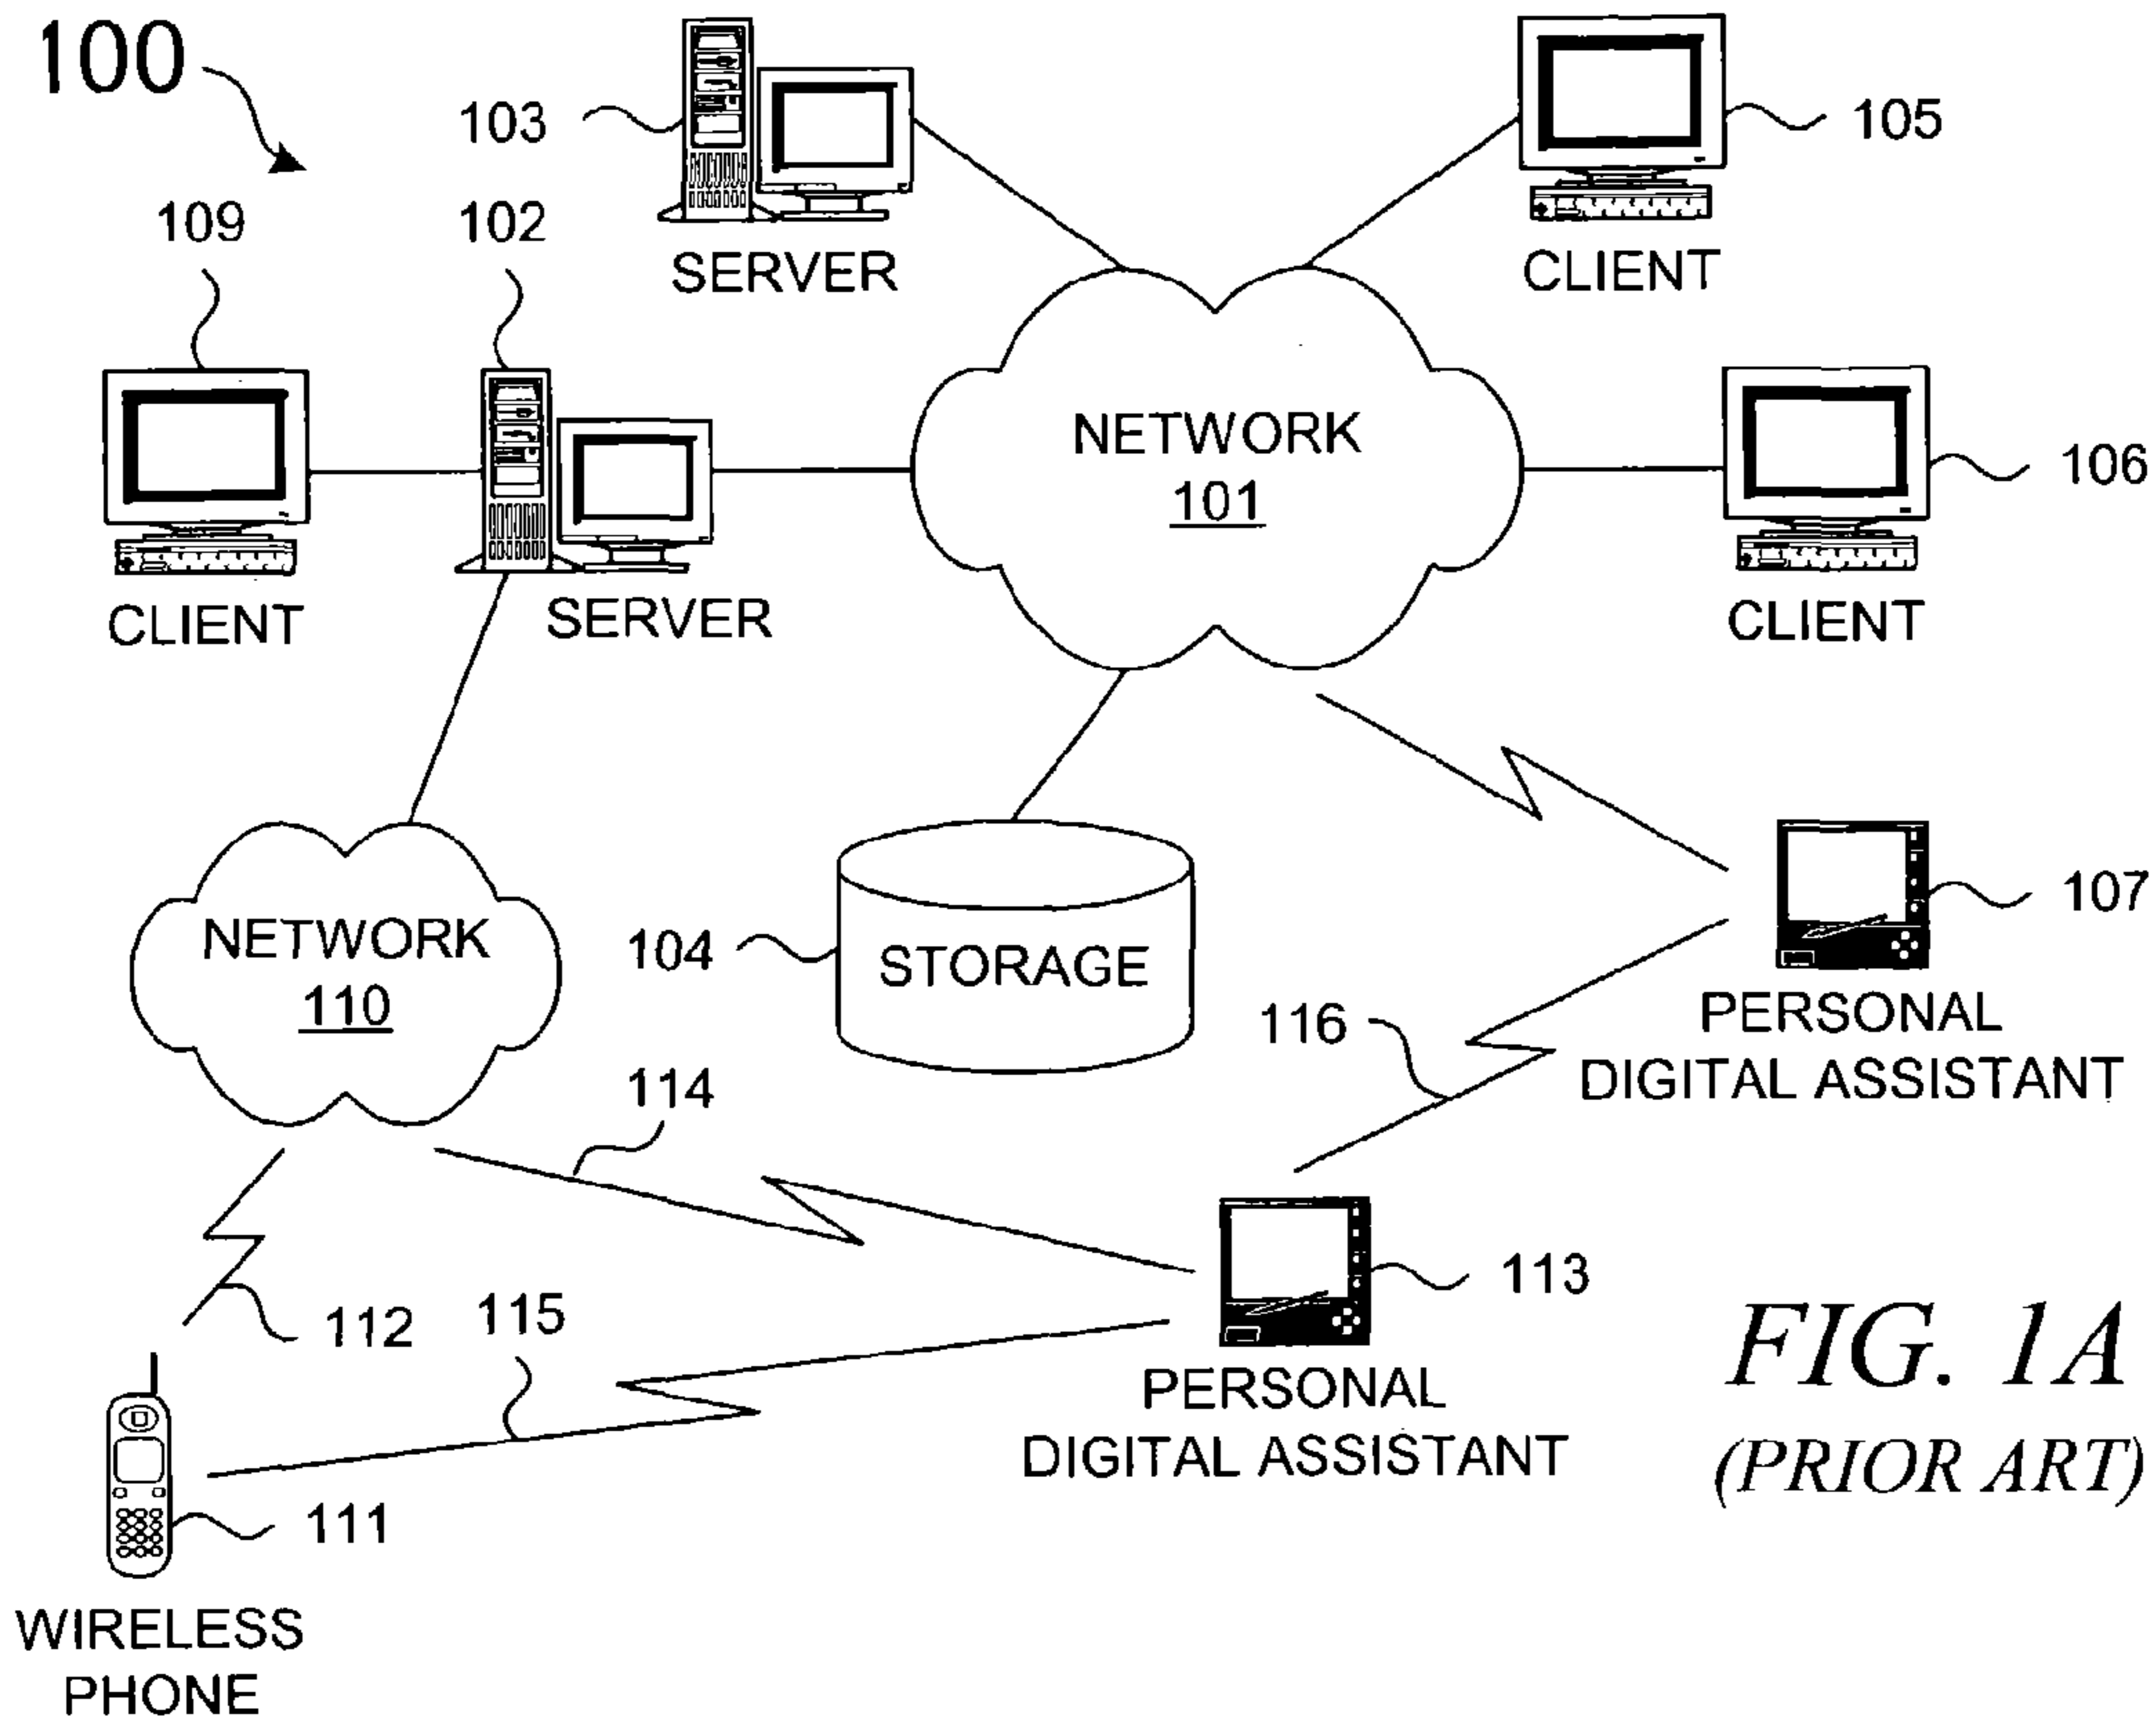 100
103
105
109
102
SERVER
CLIENT
NETWORK
101
106
CLIENT
SERVER
CLIENT
107
NETWORK
110
104
STORAGE
116
PERSONAL
DIGITAL ASSISTANT
114
113
112
115
FIG. 1A
(PRIOR ART)
PERSONAL
DIGITAL ASSISTANT
111
WIRELESS
PHONE